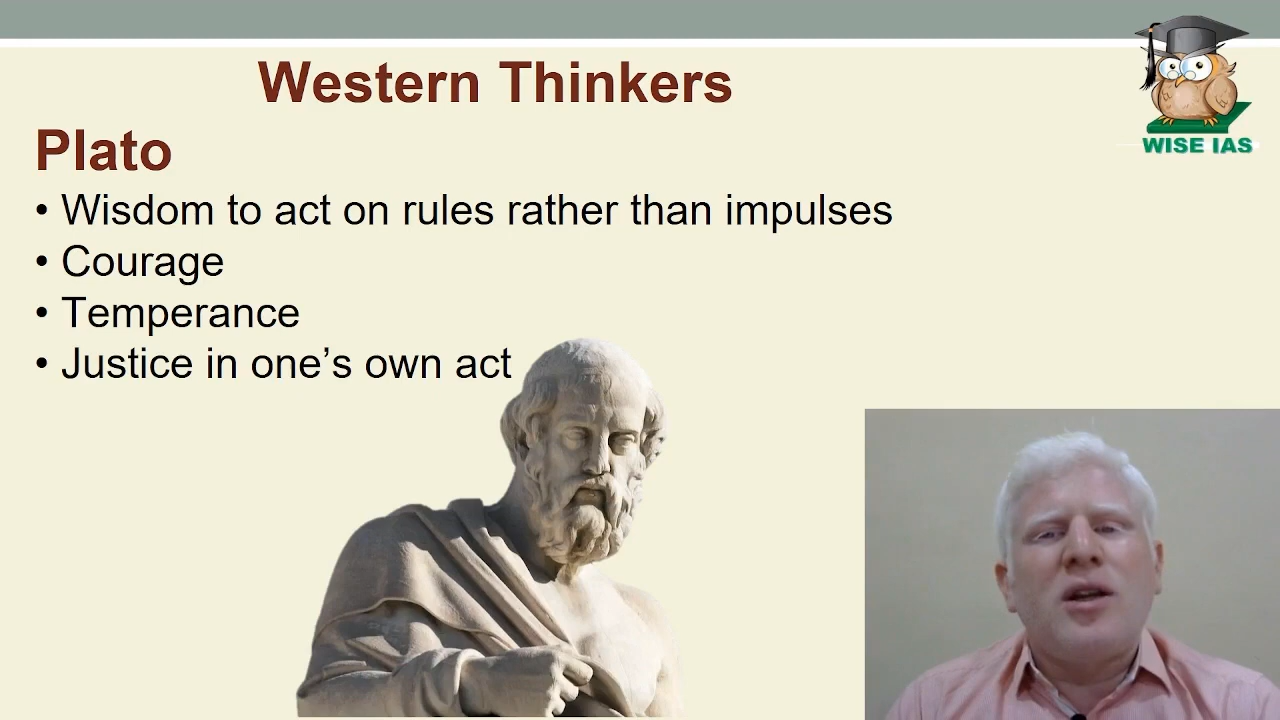 Western Thinkers
WISE IAS
Plato
• Wisdom to act on rules rather than impulses
• Courage
• Temperance
• Justice in one’s own act